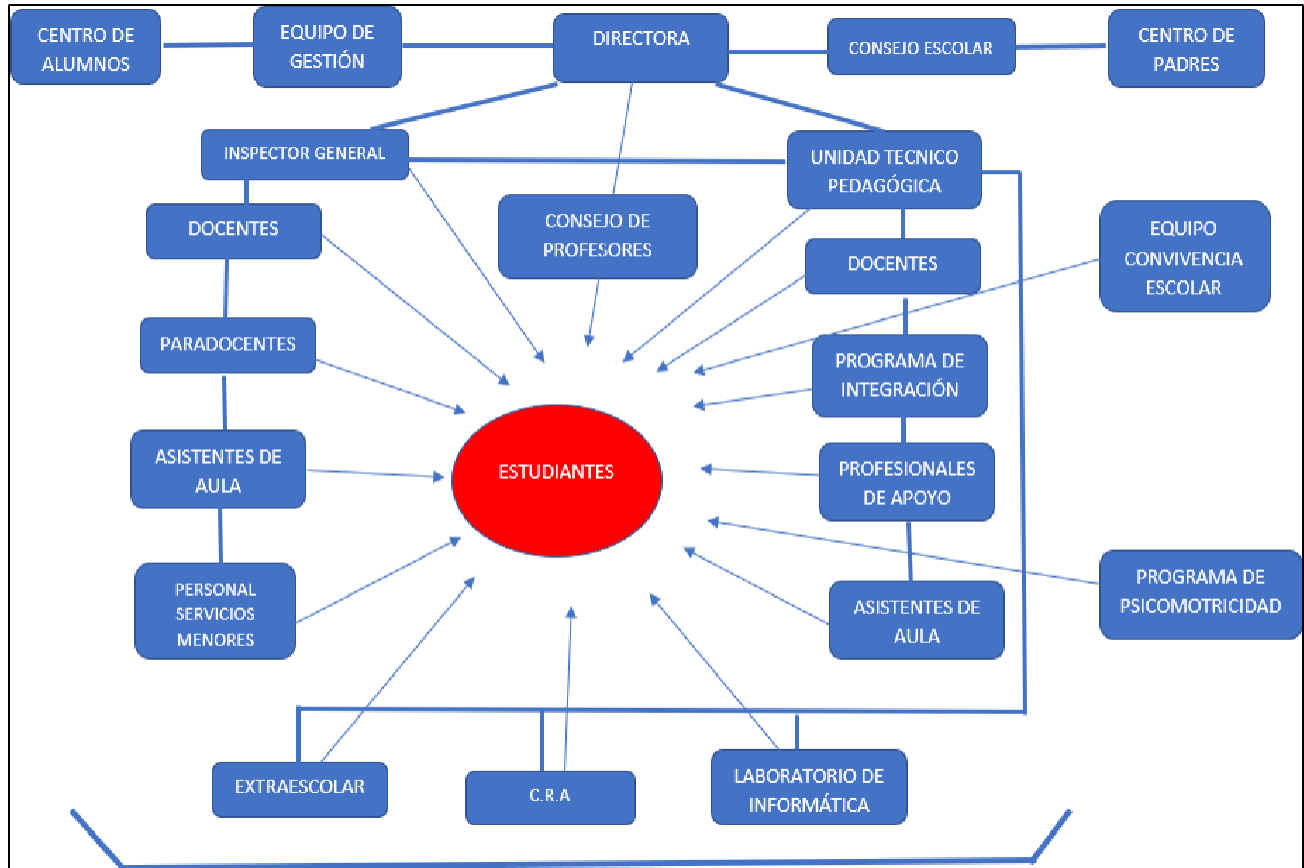 CENTRO DE
ALUMNOS
EQUIPO DE
GESTIÓN
DIRECTORA
CONSEJO ESCOLAR
CENTRO DE
PADRES
INSPECTOR GENERAL
UNIDAD TECNICO
PEDAGÓGICA
DOCENTES
CONSEJO DE
PROFESORES
DOCENTES
EQUIPO
CONVIVENCIA
ESCOLAR
PARADOCENTES
PROGRAMA DE
INTEGRACIÓN
ASISTENTES DE
AULA
ESTUDIANTES
PROFESIONALES
DE APOYO
PERSONAL
SERVICIOS
MENORES
ASISTENTES DE
AULA
PROGRAMA DE
PSICOMOTRICIDAD
EXTRAESCOLAR
C.R.A
LABORATORIO DE
INFORMÁTICA